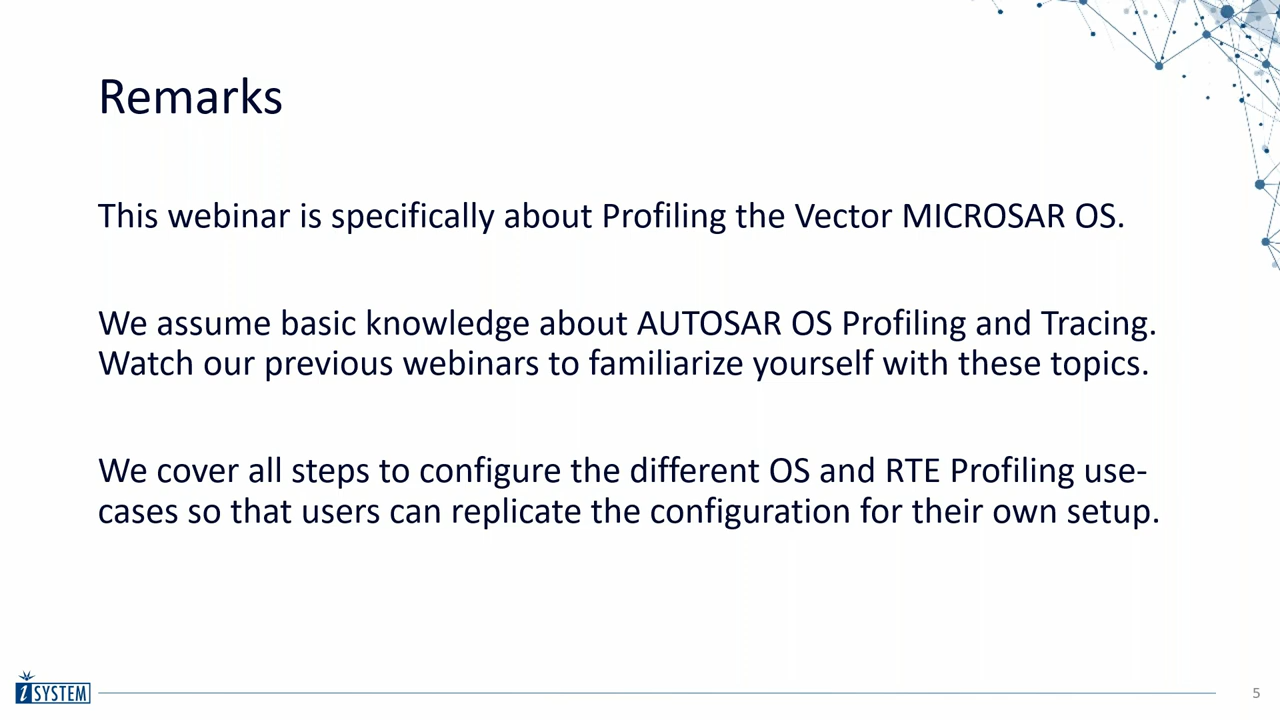 Remarks
This webinar is specifically about Profiling the Vector MICROSAR OS.
We assume basic knowledge about AUTOSAR OS Profiling and Tracing.
Watch our previous webinars to familiarize yourself with these topics.
We cover all steps to configure the different OS and RTE Profiling use-
cases so that users can replicate the configuration for their own setup.
iSYSTEM
5